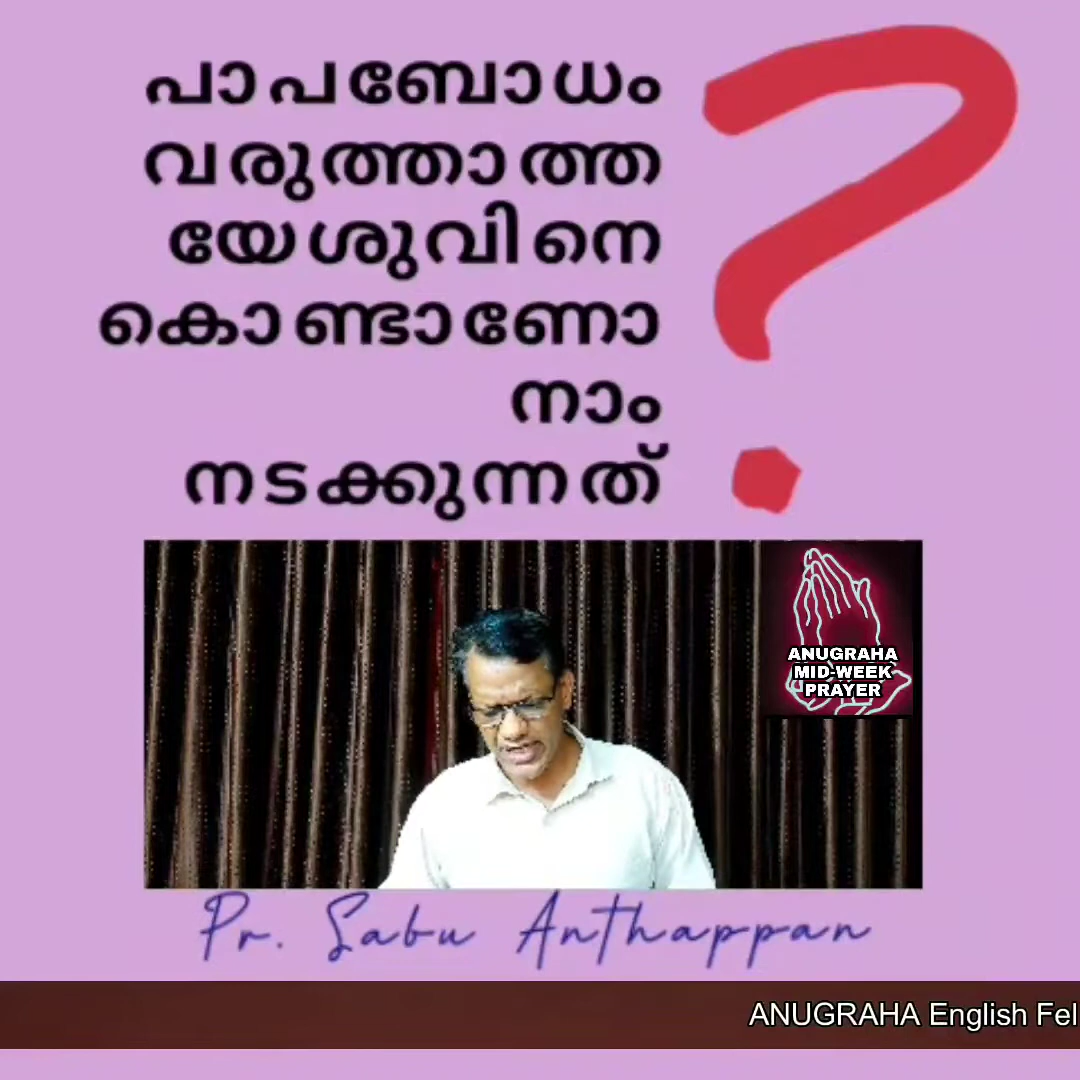 പാപബോധം
വരുത്താത്ത
യേശുവിനെ
കൊണ്ടാണോ
നാം
നടക്കുന്നത്
?
ANUGRAHA
MID-WEEK
PRAYER
Pr. Sabu Anthappan
ANUGRAHA English Fel